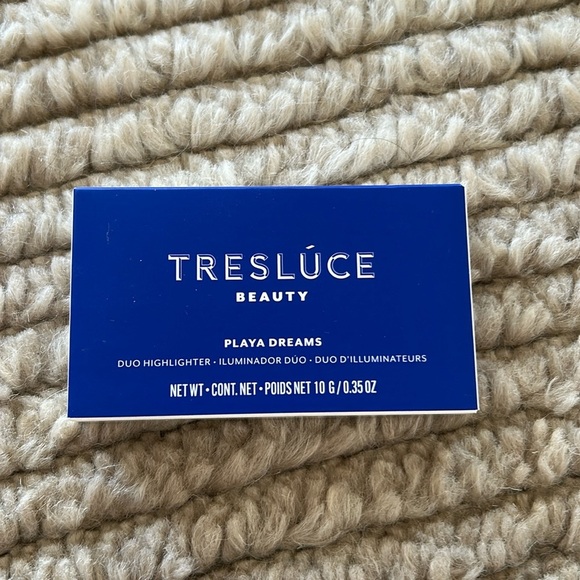 TRESLÚCE
BEAUTY
PLAYA DREAMS
DUO HIGHLIGHTER • ILUMINADOR DÚO • DUO D'ILLUMINATEURS
NET WT • CONT. NET • POIDS NET 10 G / 0.35 OZ